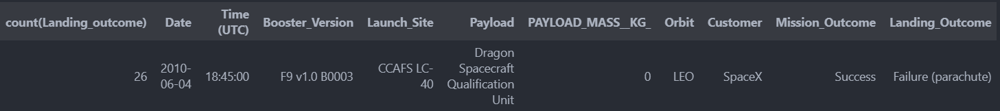 count(Landing_outcome) Date Time (UTC) Booster_Version Launch_Site Payload PAYLOAD_MASS__KG_ Orbit Customer Mission_Outcome Landing_Outcome
26 2010-06-04 18:45:00 F9 v1.0 B0003 CCAFS LC-40 Dragon Spacecraft Qualification Unit 0 LEO SpaceX Success Failure (parachute)